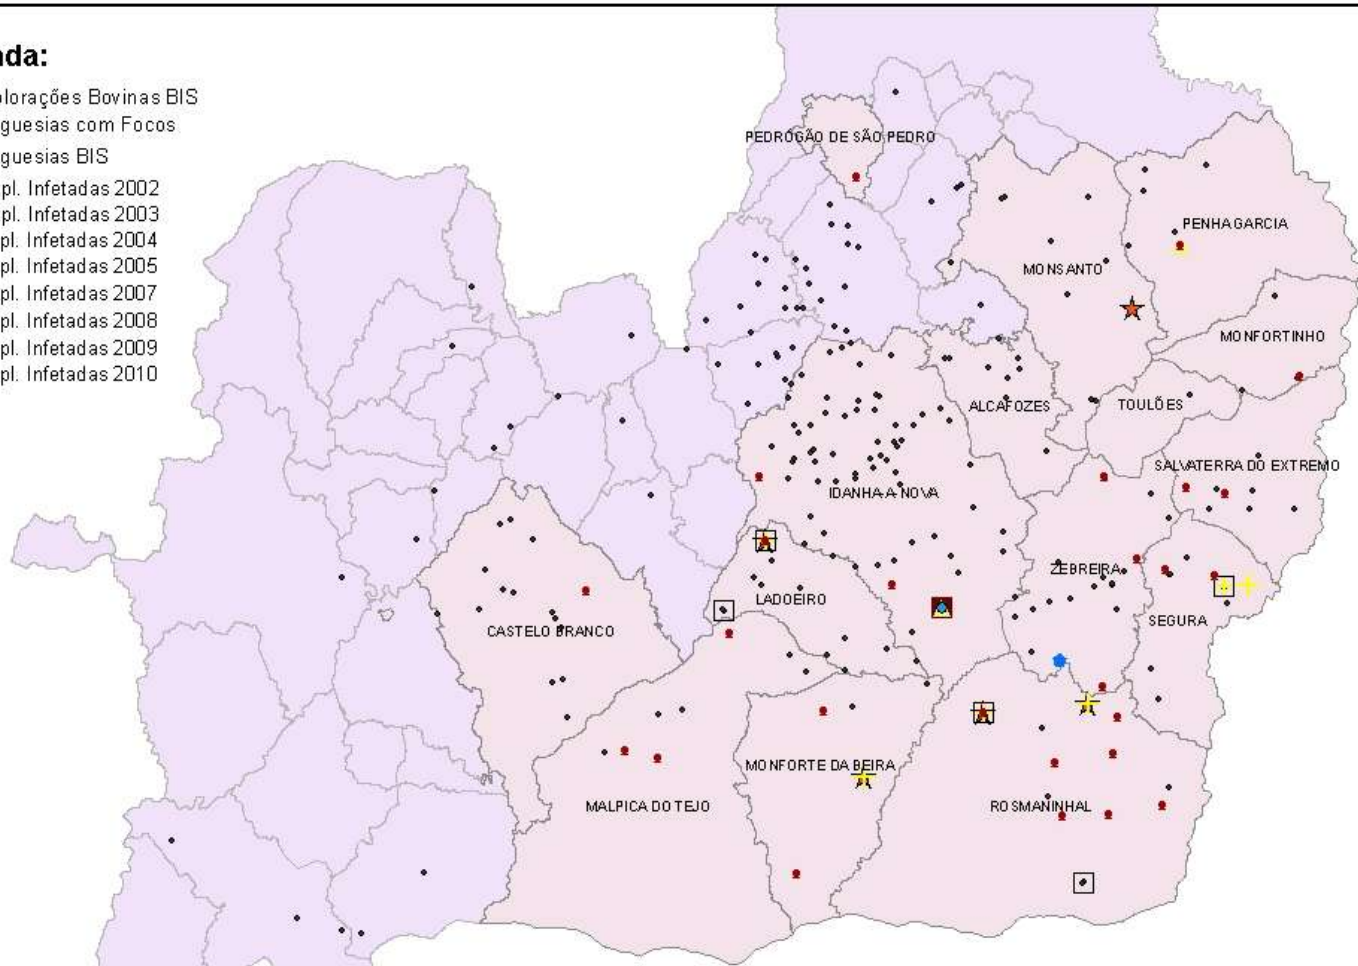 nda:
olorações Bovinas BIS
guesias com Focos
guesias BIS
pl. Infetadas 2002
pl. Infetadas 2003
pl. Infetadas 2004
pl. Infetadas 2005
pl. Infetadas 2007
pl. Infetadas 2008
pl. Infetadas 2009
pl. Infetadas 2010
PEDRÓGÃO DE SÃO PEDRO
PENHA GARCIA
MONSANTO
MONFORTINHO
ALCAFOZES
TOULÕES
SALVATERRA DO EXTREMO
IDANHA-A-NOVA
ZEBREIRA
LADOEIRO
SEGURA
CASTELO BRANCO
MONFORTE DA BEIRA
MALPICA DO TEJO
ROSMANINHAL